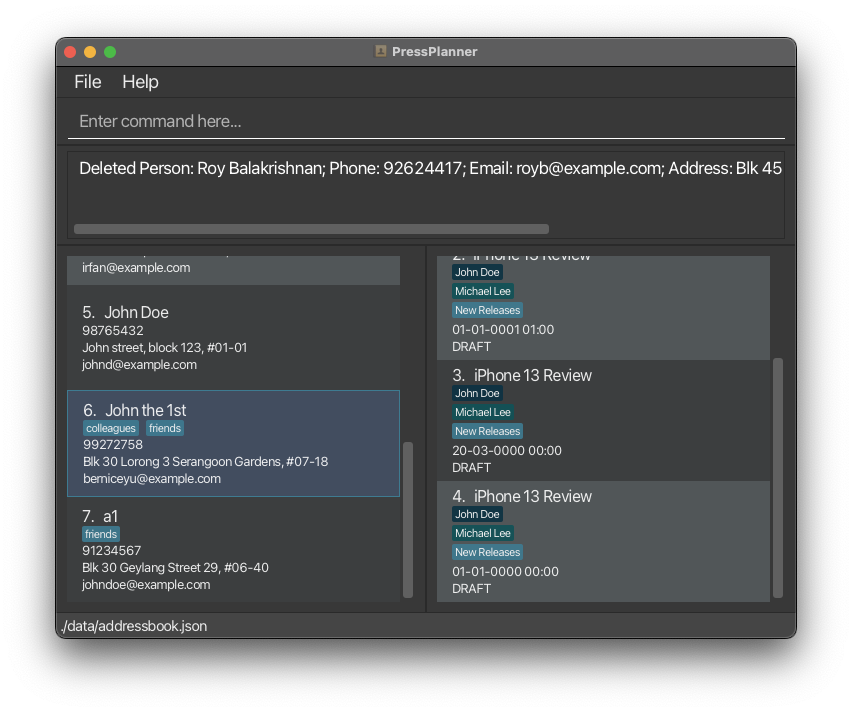 PressPlanner
File Help
Enter command here...
Deleted Person: Roy Balakrishnan; Phone: 92624417; Email: royb@example.com; Address: Blk 45
irfan@example.com
5. John Doe
98765432
John street, block 123, #01-01
johnd@example.com
6. John the 1st
colleagues friends
99272758
Blk 30 Lorong 3 Serangoon Gardens, #07-18
berniceyu@example.com
7. a1
friends
91234567
Blk 30 Geylang Street 29, #06-40
johndoe@example.com
2. iPhone 13 Review
John Doe
Michael Lee
New Releases
01-01-0001 01:00
DRAFT
3. iPhone 13 Review
John Doe
Michael Lee
New Releases
20-03-0000 00:00
DRAFT
4. iPhone 13 Review
John Doe
Michael Lee
New Releases
01-01-0000 00:00
DRAFT
./data/addressbook.json